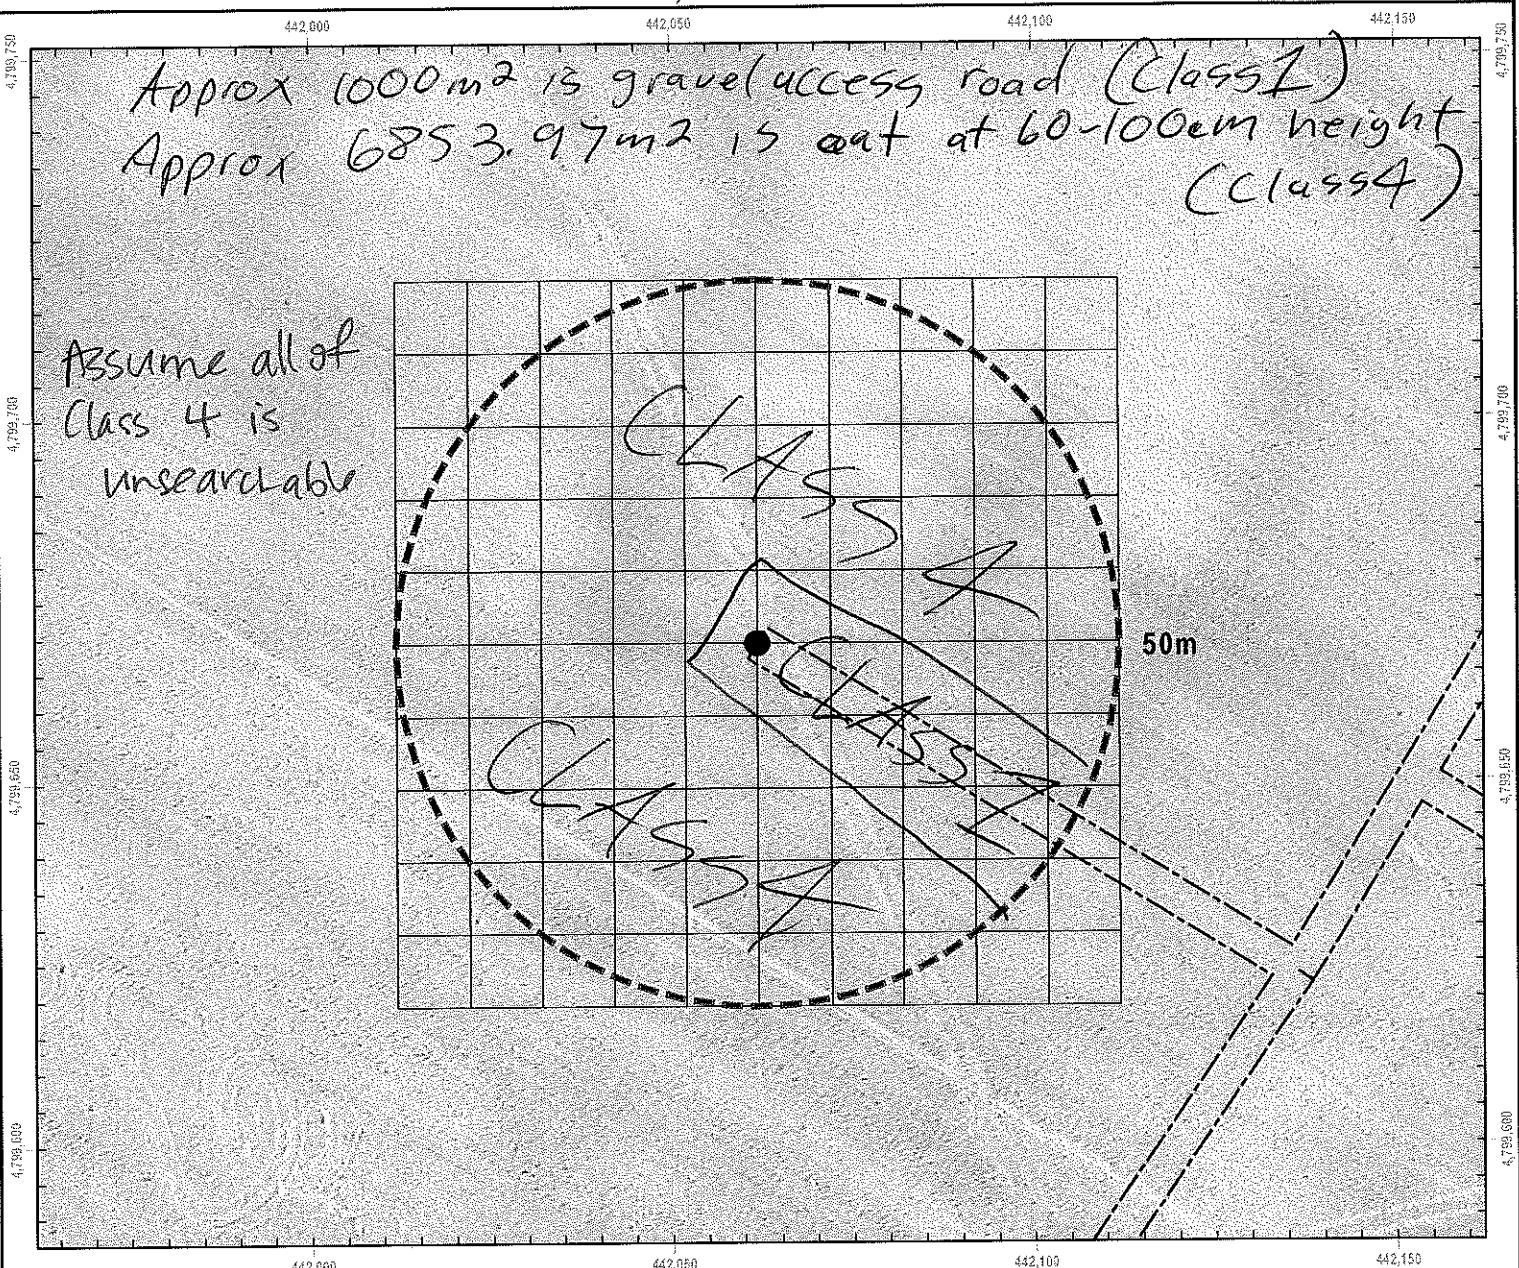 442,000 442,050 442,100 442,150
4,799,750 4,799,750
Approx 1000m2 is gravel access road (Class1)
Approx 6853.97m2 is oat at 60-100cm height
(Class4)
Assume all of
Class 4 is
unsearchable
4,799,700 4,799,700
CLASS 4
50m
CLASS 1
CLASS 4
4,799,650 4,799,650
4,799,600 4,799,600
442,000 442,050 442,100 442,150